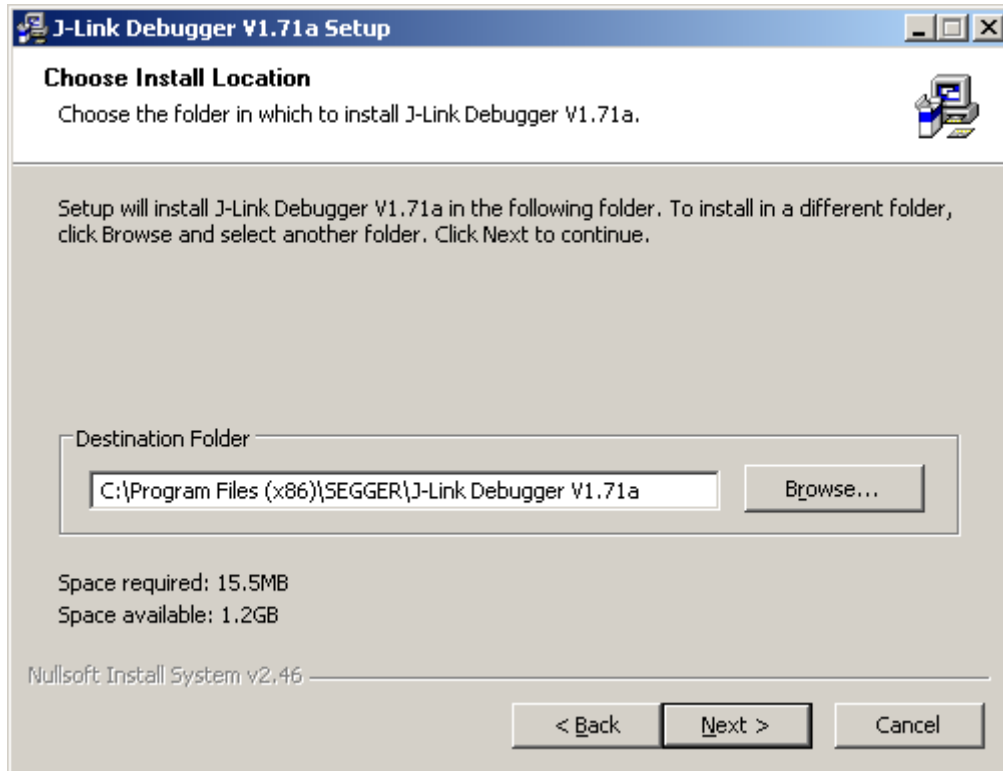 J-Link Debugger V1.71a Setup
Choose Install Location
Choose the folder in which to install J-Link Debugger V1.71a.
Setup will install J-Link Debugger V1.71a in the following folder. To install in a different folder,
click Browse and select another folder. Click Next to continue.
Destination Folder
C:\Program Files (x86)\SEGGER\J-Link Debugger V1.71a
Browse...
Space required: 15.5MB
Space available: 1.2GB
Nullsoft Install System v2.46
< Back
Next >
Cancel